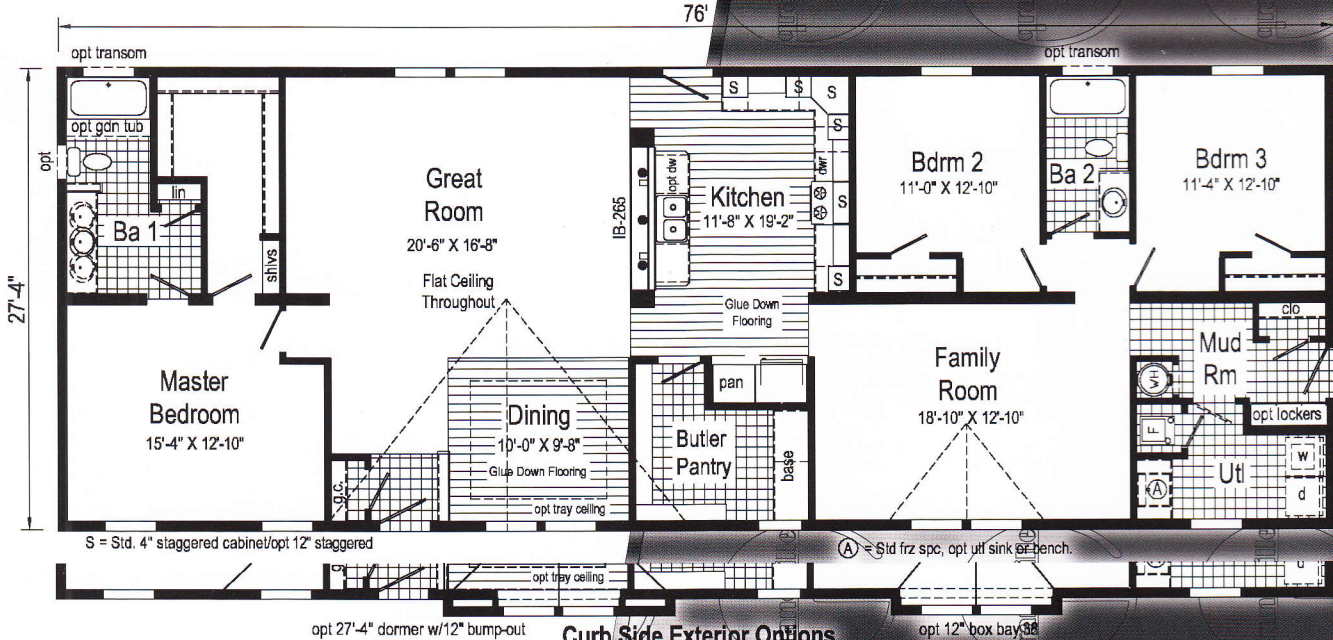 76'
opt transom
opt transom
27'-4"
opt gdn tub
opt
lin
Ba 1
shlvs
Great
Room
20'-6" X 16'-8"
Flat Ceiling
Throughout
IB-265
opt dw
Kitchen
11'-8" X 19'-2"
S
S
S
S
dwr
S
S
Glue Down
Flooring
Bdrm 2
11'-0" X 12'-10"
Ba 2
Bdrm 3
11'-4" X 12'-10"
Master
Bedroom
15'-4" X 12'-10"
g.c.
Dining
10'-0" X 9'-8"
Glue Down Flooring
opt tray ceiling
pan
Butler
Pantry
base
Family
Room
18'-10" X 12'-10"
clo
Mud
Rm
WH
opt lockers
F
Utl
w
d
A
S = Std. 4" staggered cabinet/opt 12" staggered
A = Std frz spc, opt utl sink or bench.
opt tray ceiling
opt 27'-4" dormer w/12" bump-out
Curb Side Exterior Options
opt 12" box bay